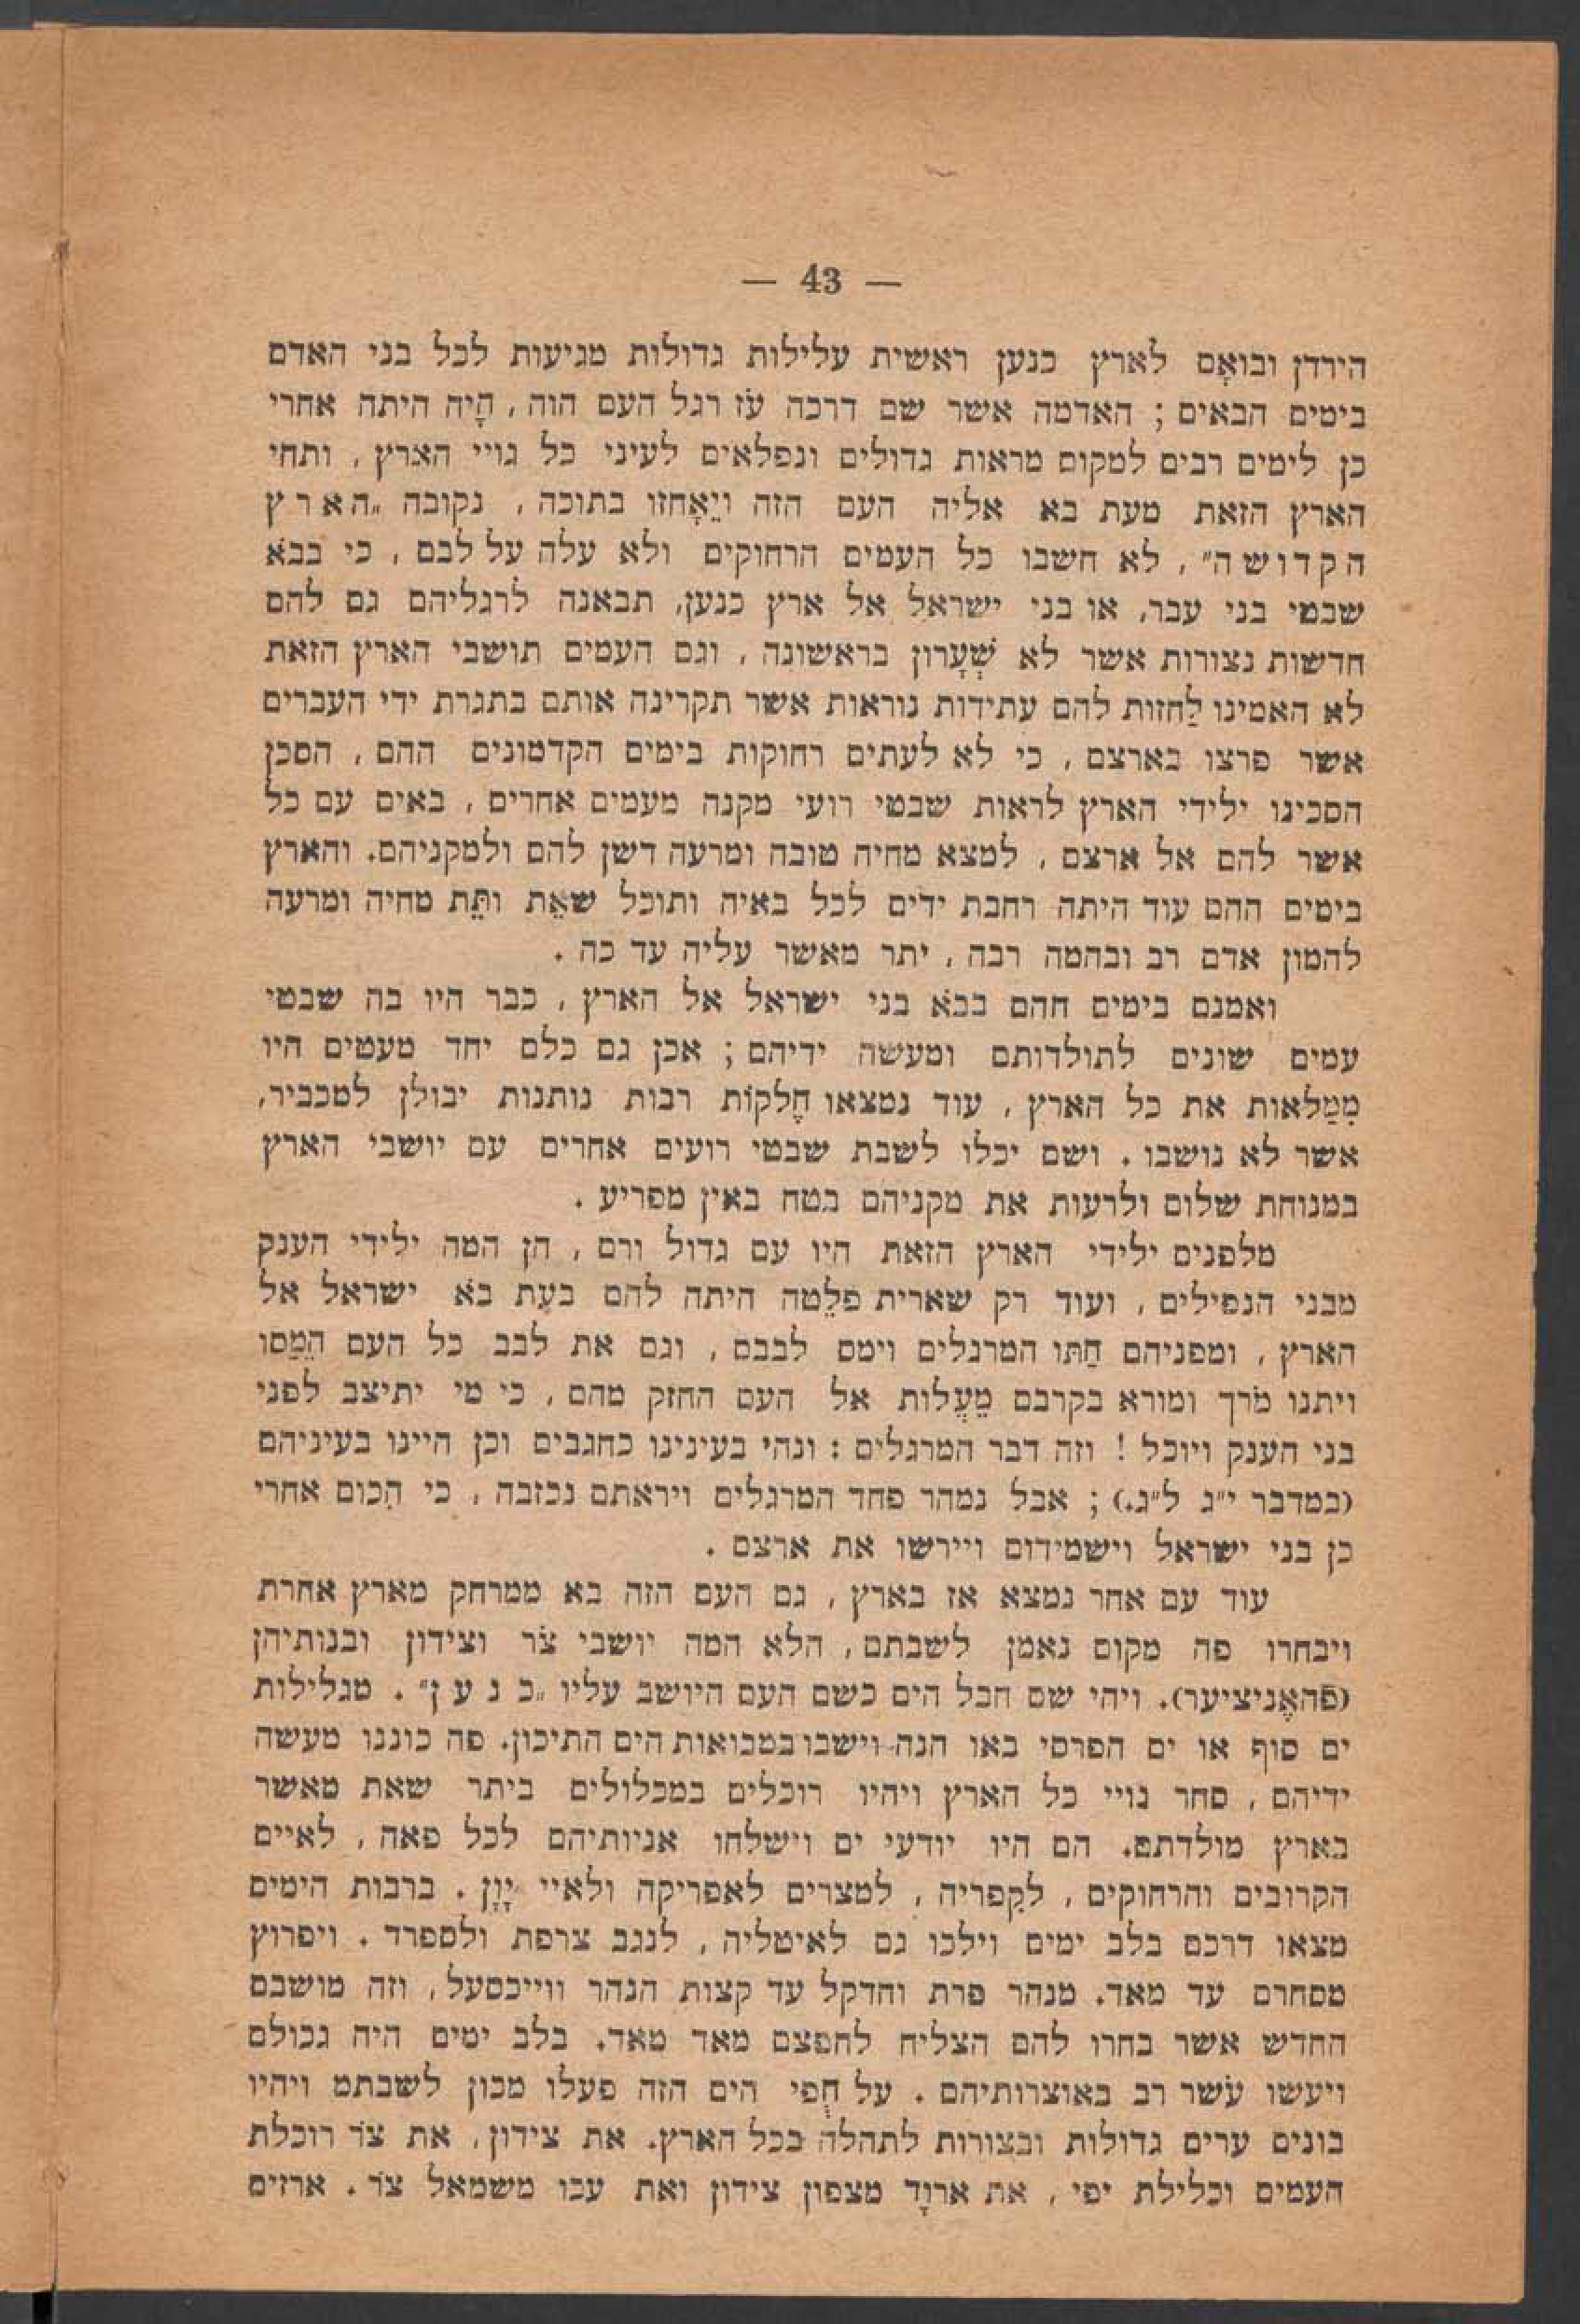 — 43 —
הירדן ובואָם לארץ כנען ראשית עלילות גדולות מגיעות לכל בני האדם
בימים הבאים ; האדמה אשר שם דרכה עֹז רגל העם הזה , הָיֹה היתה אחרי
כן לימים רבים למקום מראות גדולים ונפלאים לעיני כל גויי הארץ , ותהי
הארץ הזאת מעת בא אליה העם הזה ויֵאָחזו בתוכה , נקובה „הארץ
הקדושה" , לא חשבו כל העמים הרחוקים ולא עלה על לבם , כי בבֹא
שבטי בני עבר, או בני ישראל אל ארץ כנען, תבאנה לרגליהם גם להם
חדשות נצורות אשר לא שְׂעָרון בראשונה , וגם העמים תושבי הארץ הזאת
לא האמינו לַחזות להם עתידות נוראות אשר תקרינה אותם בתגרת ידי העברים
אשר פרצו בארצם , כי לא לעתים רחוקות בימים הקדמונים ההם , הסכן
הסכינו ילידי הארץ לראות שבטי רועי מקנה מעמים אחרים , באים עם כל
אשר להם אל ארצם , למצא מחיה טובה ומרעה דשן להם ולמקניהם. והארץ
בימים ההם עוד היתה רחבת ידים לכל באיה ותוכל שאֵת ותֵּת מחיה ומרעה
להמון אדם רב ובהמה רבה , יתר מאשר עליה עד כה .
ואמנם בימים ההם בבֹא בני ישראל אל הארץ , כבר היו בה שבטי
עמים שונים לתולדותם ומעשה ידיהם ; אכן גם כלם יחד מעטים היו
מִמַלאות את כל הארץ , עוד נמצאו חֶלקות רבות נותנות יבולן למכביר,
אשר לא נושבו . ושם יכלו לשבת שבטי רועים אחרים עם יושבי הארץ
במנוחת שלום ולרעות את מקניהם בטח באין מפריע .
מלפנים ילידי הארץ הזאת היו עם גדול ורם , הן המה ילידי הענק
מבני הנפילים , ועוד רק שארית פלֵטה היתה להם בעֵת בֹא ישראל אל
הארץ , ומפניהם חַתּו המרגלים וימס לבבם , וגם את לבב כל העם הֵמַסו
ויתנו מֹרך ומורא בקרבם מֵעֲלות אל העם החזק מהם , כי מי יתיצב לפני
בני הענק ויוכל ! וזה דבר המרגלים : ונהי בעינינו כחגבים וכן היינו בעיניהם
(במדבר י"ג ל"ג.) ; אבל נמהר פחד המרגלים ויראתם נכזבה , כי הִכום אחרי
כן בני ישראל וישמידום ויירשו את ארצם .
עוד עם אחר נמצא אז בארץ , גם העם הזה בא ממרחק מארץ אחרת
ויבחרו פה מקום נאמן לשבתם , הלא המה יושבי צֹר וצידון ובנותיהן
(פֿהאֶניציער). ויהי שם חבל הים כשם העם היושב עליו „כנען" . מגלילות
ים סוף או ים הפרסי באו הנה וישבו במבואות הים התיכון. פה כוננו מעשה
ידיהם , סחר גויי כל הארץ ויהיו רוכלים במכלולים ביתר שאת מאשר
בארץ מולדתם. הם היו יודעי ים וישלחו אניותיהם לכל פאה , לאיים
הקרובים והרחוקים , לקִפריה , למצרים לאפריקה ולאיי יָוָן . ברבות הימים
מצאו דרכם בלב ימים וילכו גם לאיטליה , לנגב צרפת ולספרד . ויפרוץ
מסחרם עד מאד. מנהר פרת וחדקל עד קצות הנהר ווייכסעל , וזה מושבם
החדש אשר בחרו להם הצליח לחפצם מאד מאד. בלב ימים היה גבולם
ויעשו עֹשר רב באוצרותיהם . על חְפי הים הזה פעלו מכון לשבתם ויהיו
בונים ערים גדולות ובצורות לתהלה בכל הארץ. את צידון, את צֹר רוכלת
העמים וכלילת יפי , את ארוָד מצפון צידון ואת עכו משמאל צֹר . ארזים